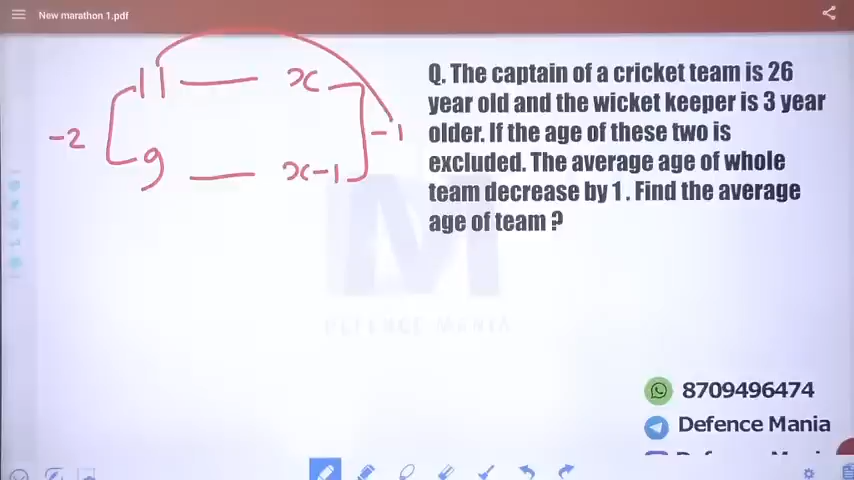 New marathon 1.pdf
11 — x
-2
-1
9 — x-1
Q. The captain of a cricket team is 26
year old and the wicket keeper is 3 year
older. If the age of these two is
excluded. The average age of whole
team decrease by 1 . Find the average
age of team ?
M
DEFENCE MANIA
8709496474
Defence Mania